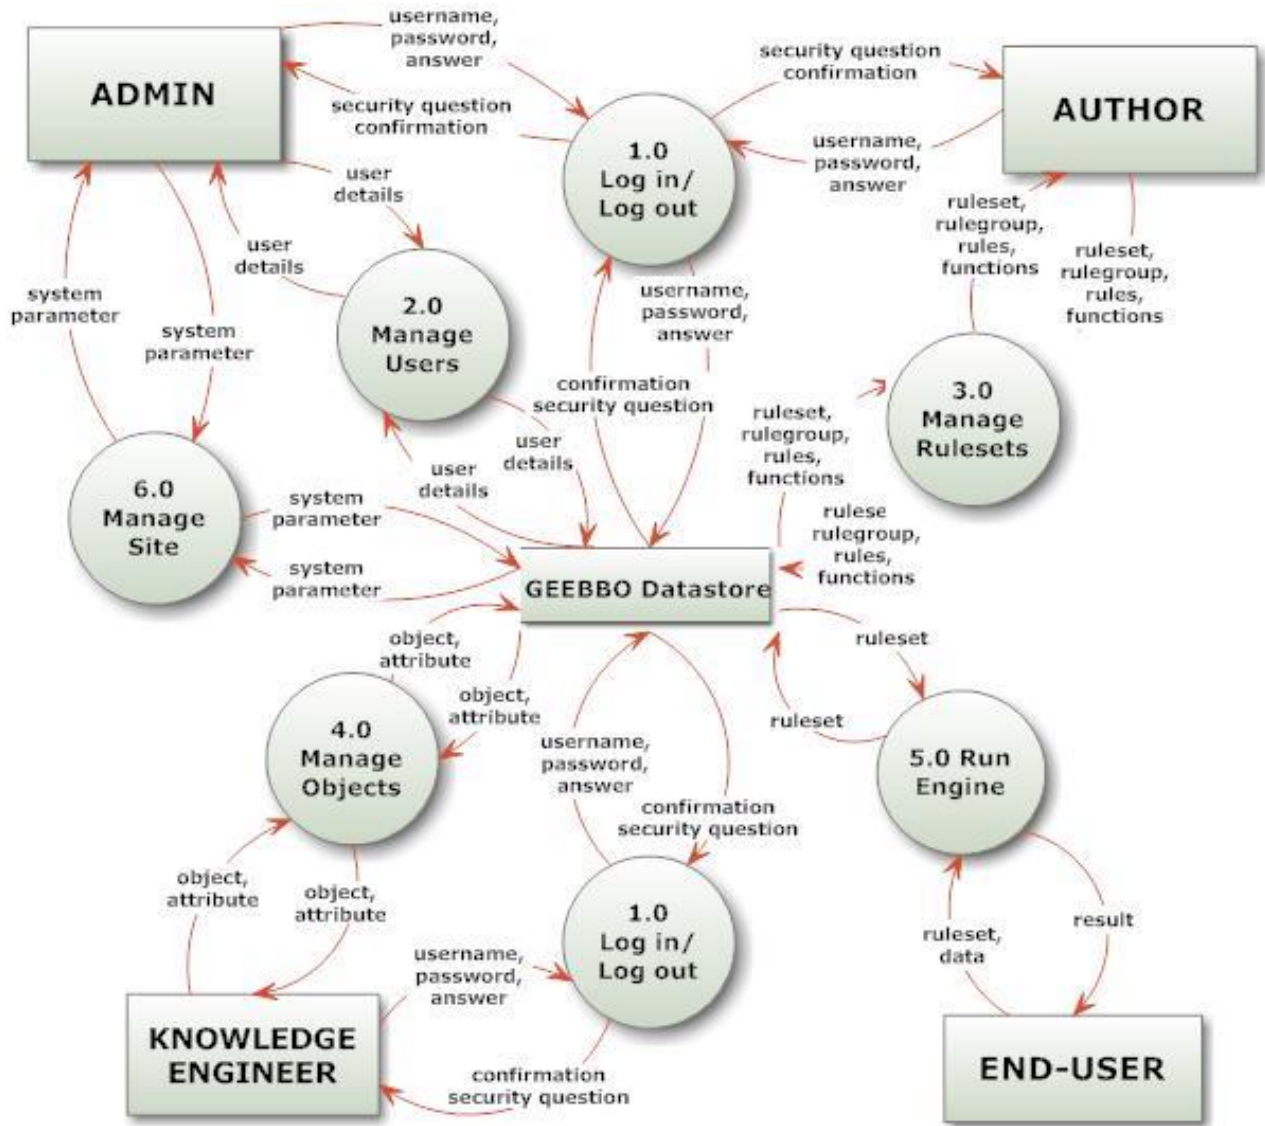 ADMIN
username,
password,
answer
security question
confirmation
security question
confirmation
AUTHOR
username,
password,
answer
1.0
Log in/
Log out
user
details
user
details
2.0
Manage
Users
system
parameter
system
parameter
username,
password,
answer
ruleset,
rulegroup,
rules,
functions
ruleset,
rulegroup,
rules,
functions
3.0
Manage
Rulesets
confirmation
security question
ruleset,
rulegroup,
rules,
functions
user
details
user
details
6.0
Manage
Site
system
parameter
system
parameter
rulese
rulegroup,
rules,
functions
GEEBBO Datastore
object,
attribute
object,
attribute
ruleset
ruleset
4.0
Manage
Objects
username,
password,
answer
confirmation
security question
5.0 Run
Engine
object,
attribute
object,
attribute
1.0
Log in/
Log out
username,
password,
answer
ruleset,
data
result
KNOWLEDGE
ENGINEER
confirmation
security question
END-USER